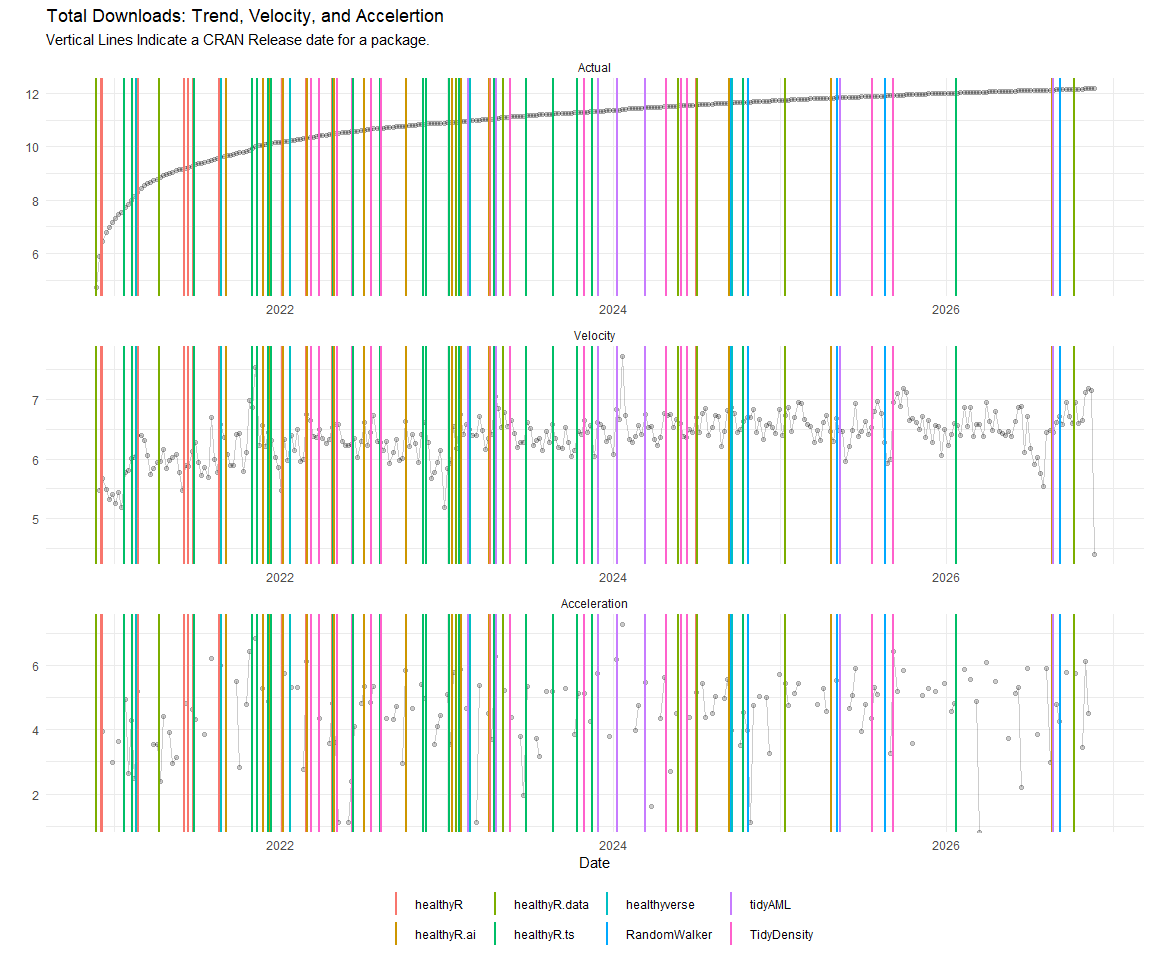 Total Downloads: Trend, Velocity, and Accelertion
Vertical Lines Indicate a CRAN Release date for a package.
Actual
12
10
8
6
2022 2024 2026
Velocity
7
6
5
2022 2024 2026
Acceleration
6
4
2
2022 2024 2026
Date
healthyR healthyR.data healthyverse tidyAML
healthyR.ai healthyR.ts RandomWalker TidyDensity